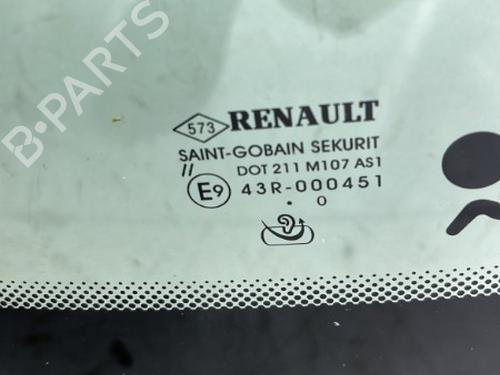 B-PARTS
573 RENAULT
SAINT-GOBAIN SEKURIT
// DOT 211 M107 AS1
E9 43R-000451
. 0